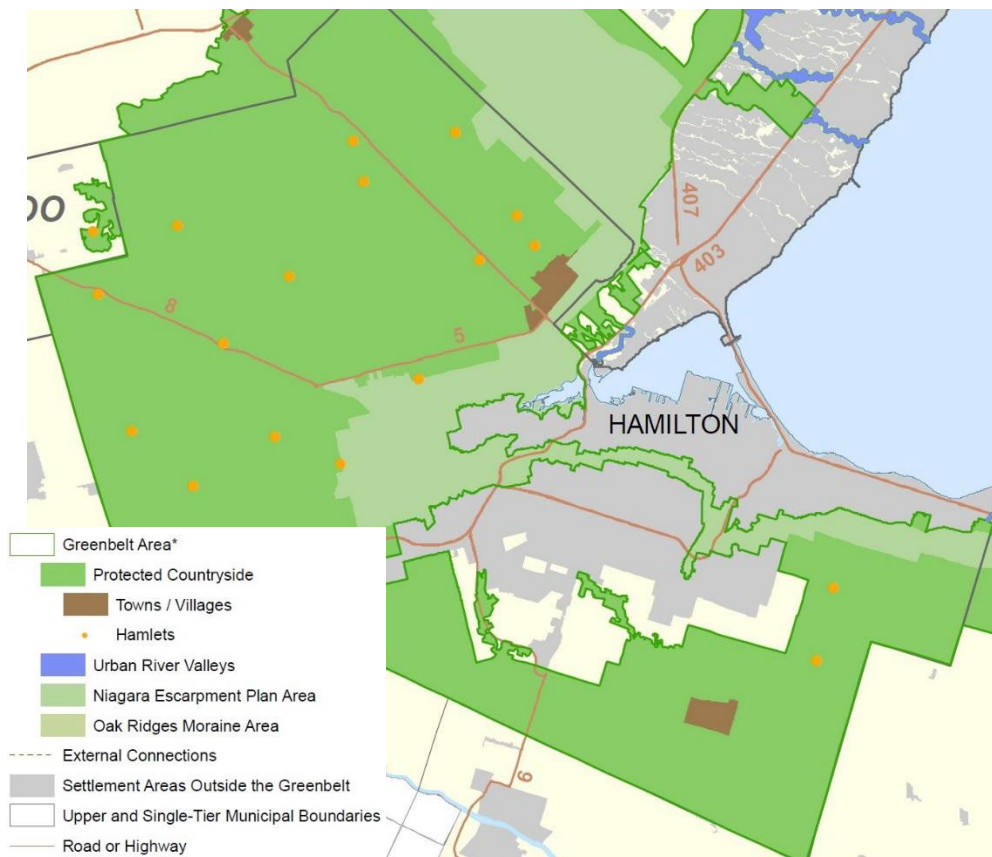 407
403
8
5
HAMILTON
6
Greenbelt Area*
Protected Countryside
Towns / Villages
Hamlets
Urban River Valleys
Niagara Escarpment Plan Area
Oak Ridges Moraine Area
External Connections
Settlement Areas Outside the Greenbelt
Upper and Single-Tier Municipal Boundaries
Road or Highway